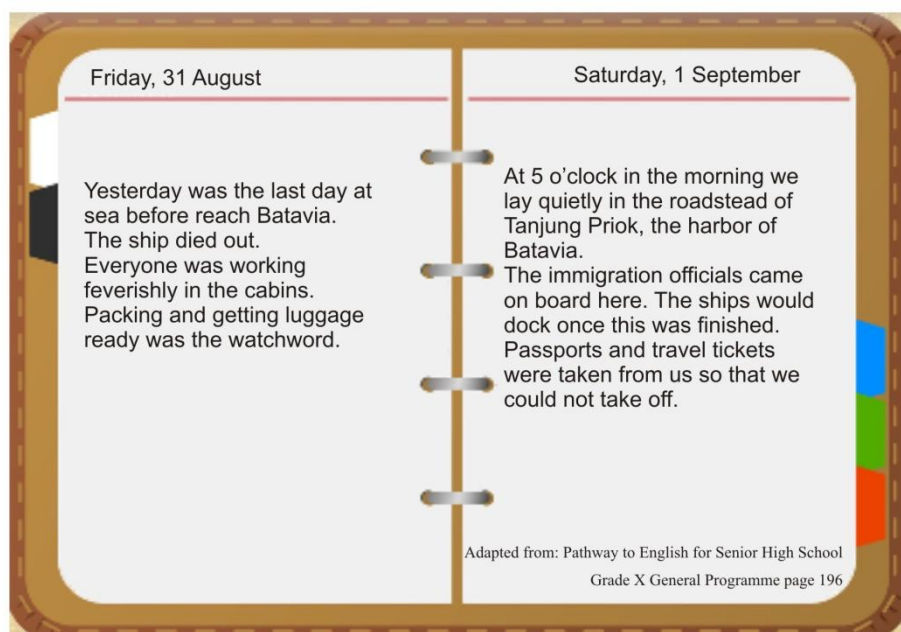 Friday, 31 August
Yesterday was the last day at
sea before reach Batavia.
The ship died out.
Everyone was working
feverishly in the cabins.
Packing and getting luggage
ready was the watchword.
Saturday, 1 September
At 5 o’clock in the morning we
lay quietly in the roadstead of
Tanjung Priok, the harbor of
Batavia.
The immigration officials came
on board here. The ships would
dock once this was finished.
Passports and travel tickets
were taken from us so that we
could not take off.
Adapted from: Pathway to English for Senior High School
Grade X General Programme page 196